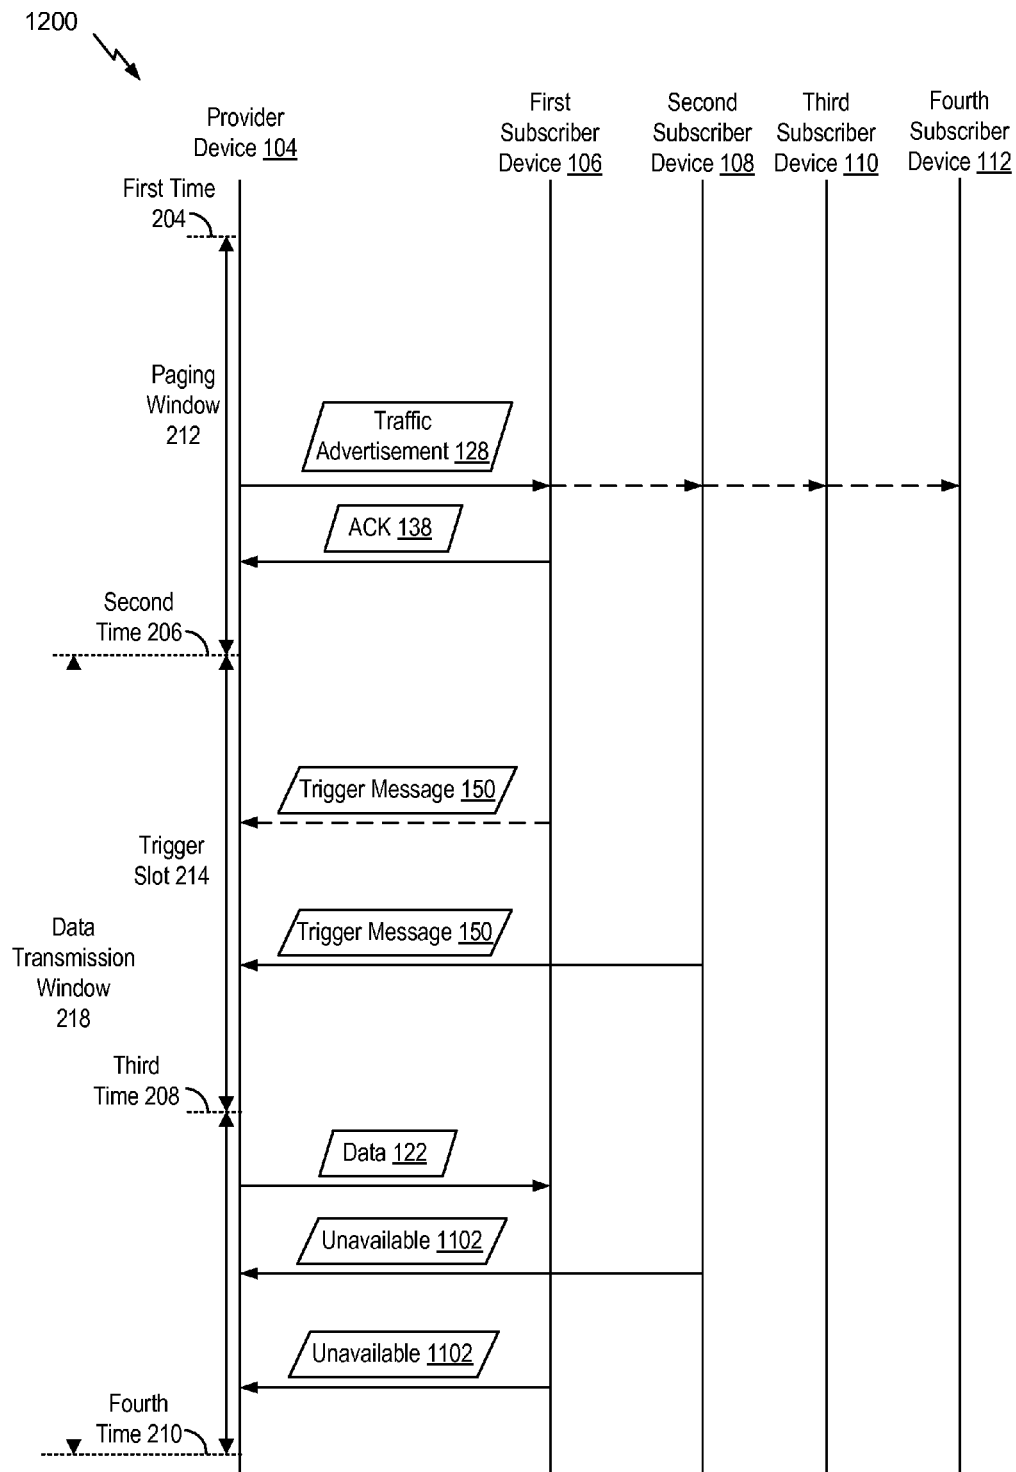 1200
Provider
Device 104
First
Subscriber
Device 106
Second
Subscriber
Device 108
Third
Subscriber
Device 110
Fourth
Subscriber
Device 112
First Time
204
Paging
Window
212
Traffic
Advertisement 128
ACK 138
Second
Time 206
Trigger Message 150
Trigger
Slot 214
Trigger Message 150
Data
Transmission
Window
218
Third
Time 208
Data 122
Unavailable 1102
Unavailable 1102
Fourth
Time 210